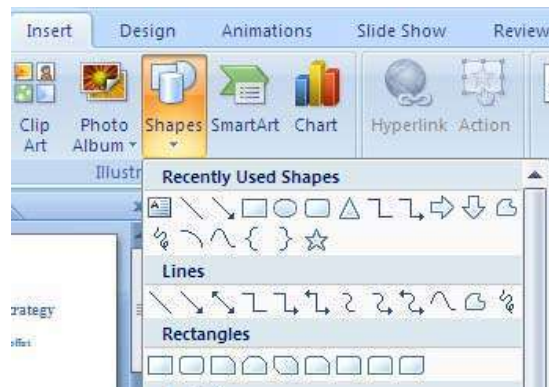 Insert Design Animations Slide Show Review
Clip Art Photo Album Shapes SmartArt Chart Hyperlink Action
Illustr
Recently Used Shapes
Lines
rategy
Rectangles